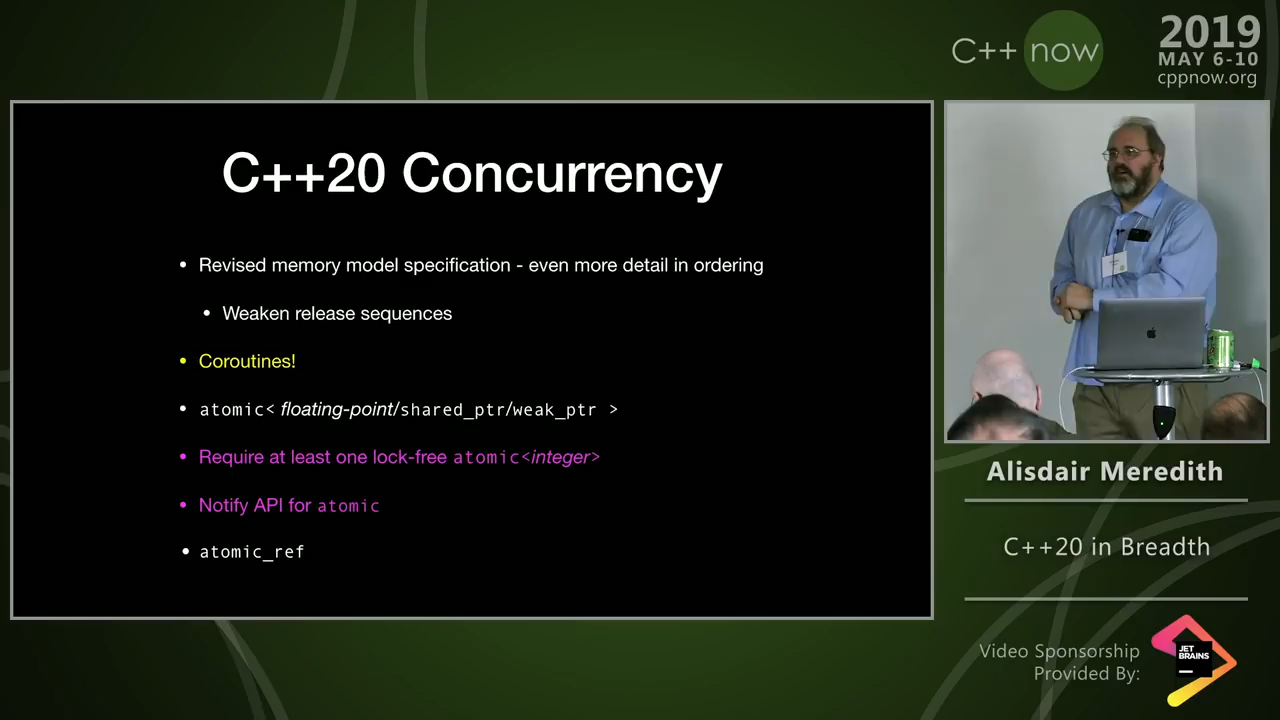 C++ now
2019
MAY 6-10
cppnow.org
C++20 Concurrency
• Revised memory model specification - even more detail in ordering
• Weaken release sequences
• Coroutines!
• atomic< floating-point/shared_ptr/weak_ptr >
• Require at least one lock-free atomic<integer>
• Notify API for atomic
• atomic_ref
Alisdair Meredith
C++20 in Breadth
Video Sponsorship
Provided By:
JET
BRAINS